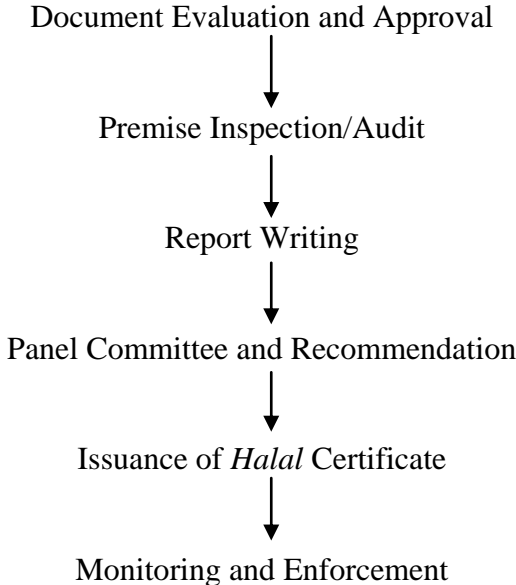 Document Evaluation and Approval
Premise Inspection/Audit
Report Writing
Panel Committee and Recommendation
Issuance of Halal Certificate
Monitoring and Enforcement